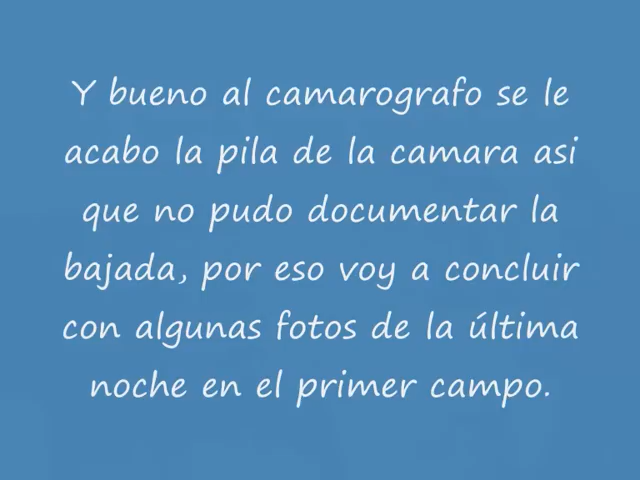 Y bueno al camarografo se le
acabo la pila de la camara asi
que no pudo documentar la
bajada, por eso voy a concluir
con algunas fotos de la última
noche en el primer campo.